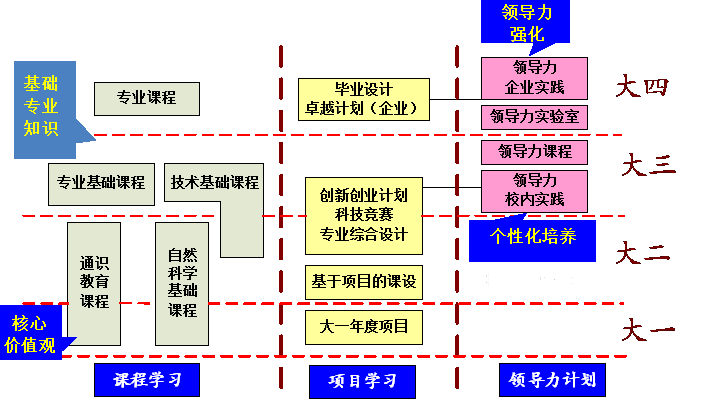 领导力
强化
基础
专业
知识
专业课程
毕业设计
卓越计划（企业）
领导力
企业实践
领导力实验室
大四
专业基础课程
技术基础课程
创新创业计划
科技竞赛
专业综合设计
领导力课程
领导力
校内实践
大三
个性化培养
通识
教育
课程
自然
科学
基础
课程
基于项目的课设
大二
核心
价值观
大一年度项目
大一
课程学习
项目学习
领导力计划